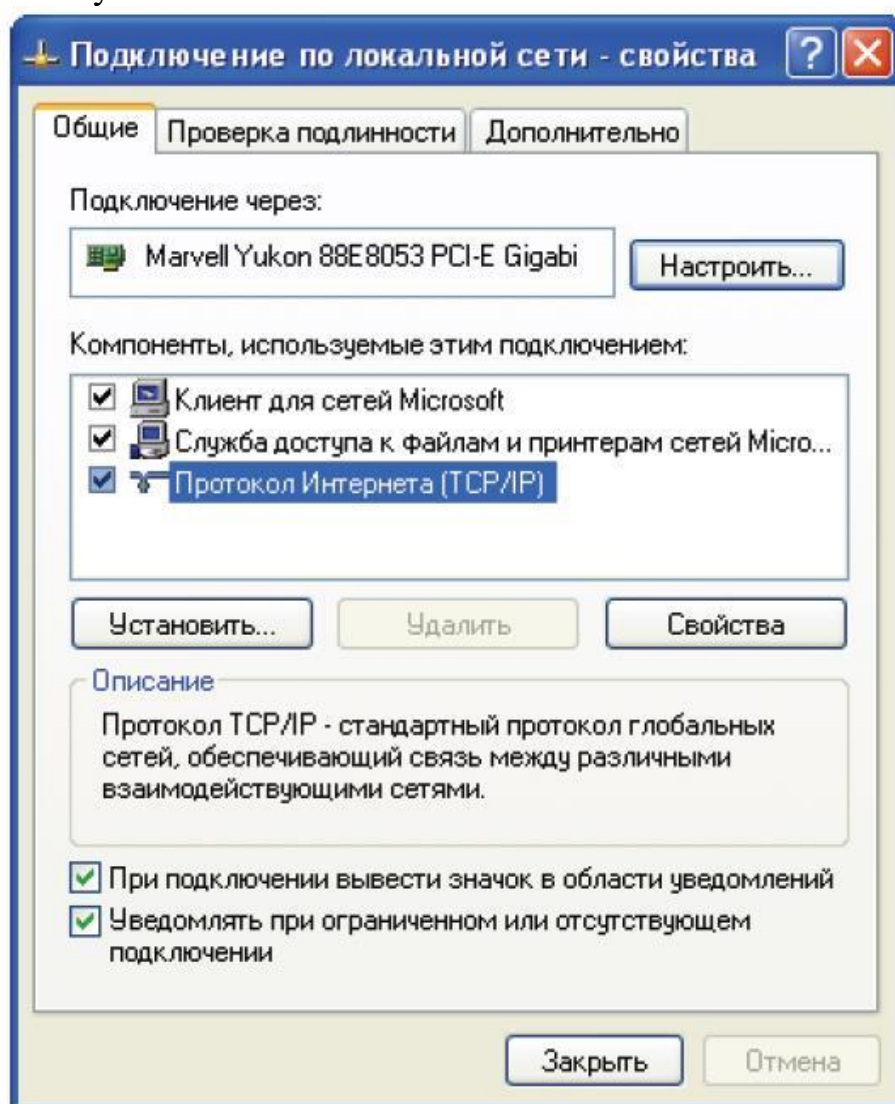 Подключение по локальной сети - свойства
Общие
Проверка подлинности
Дополнительно
Подключение через:
Marvell Yukon 88E8053 PCI-E Gigabi
Настроить...
Компоненты, используемые этим подключением:
Клиент для сетей Microsoft
Служба доступа к файлам и принтерам сетей Micro...
Протокол Интернета (TCP/IP)
Установить...
Удалить
Свойства
Описание
Протокол TCP/IP - стандартный протокол глобальных
сетей, обеспечивающий связь между различными
взаимодействующими сетями.
При подключении вывести значок в области уведомлений
Уведомлять при ограниченном или отсутствующем
подключении
Закрыть
Отмена